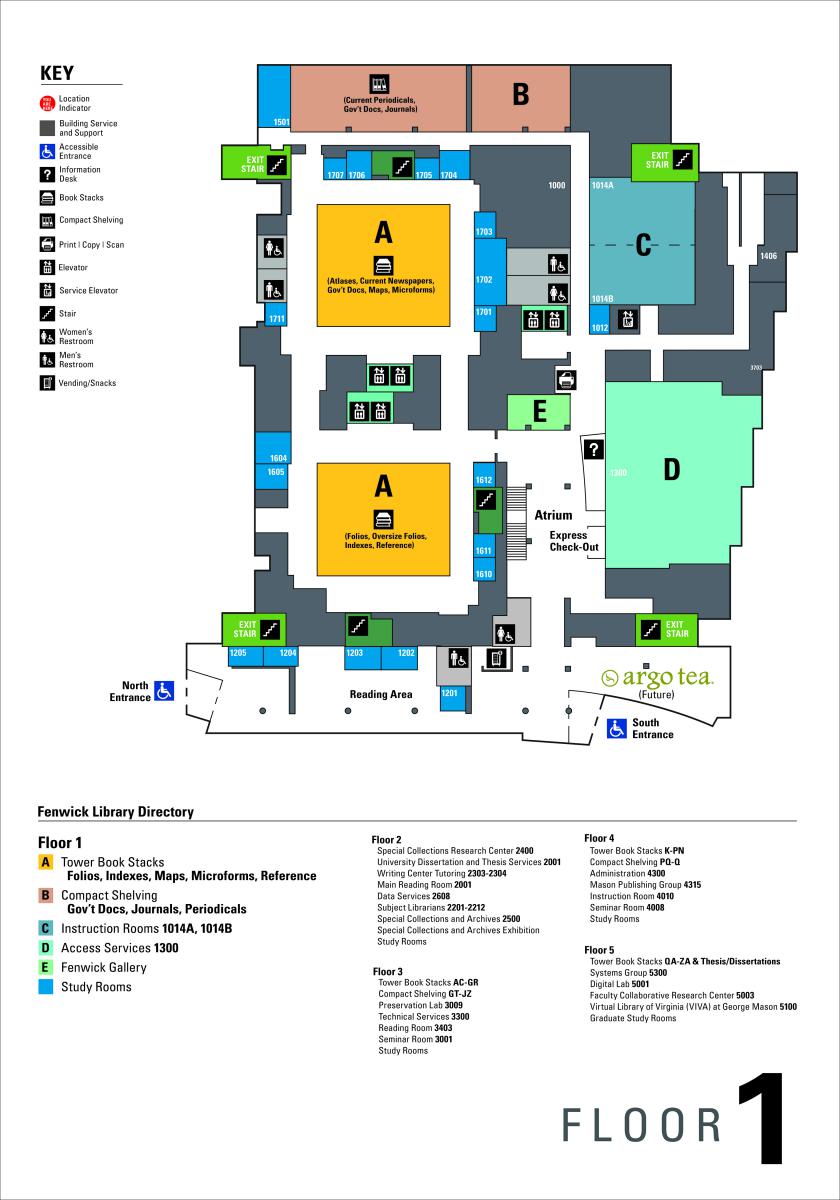 KEY
YOU ARE HERE
Location
Indicator
Building Service
and Support
Accessible
Entrance
?
Information
Desk
Book Stacks
Compact Shelving
Print | Copy | Scan
Elevator
Service Elevator
Stair
Women's
Restroom
Men's
Restroom
Vending/Snacks
1501
(Current Periodicals,
Gov't Docs, Journals)
B
EXIT
STAIR
1707
1706
1705
1704
1000
EXIT
STAIR
1014A
A
(Atlases, Current Newspapers,
Gov't Docs, Maps, Microforms)
1703
1702
1701
C
1406
1014B
1012
1711
3703
E
1604
1605
?
1300
D
A
(Folios, Oversize Folios,
Indexes, Reference)
1612
1611
1610
Atrium
Express
Check-Out
EXIT
STAIR
EXIT
STAIR
1205
1204
1203
1202
1201
Reading Area
argo tea.
(Future)
North
Entrance
South
Entrance
Fenwick Library Directory
Floor 1
A Tower Book Stacks
Folios, Indexes, Maps, Microforms, Reference
B Compact Shelving
Gov't Docs, Journals, Periodicals
C Instruction Rooms 1014A, 1014B
D Access Services 1300
E Fenwick Gallery
Study Rooms
Floor 2
Special Collections Research Center 2400
University Dissertation and Thesis Services 2001
Writing Center Tutoring 2303-2304
Main Reading Room 2001
Data Services 2608
Subject Librarians 2201-2212
Special Collections and Archives 2500
Special Collections and Archives Exhibition
Study Rooms
Floor 3
Tower Book Stacks AC-GR
Compact Shelving GT-JZ
Preservation Lab 3009
Technical Services 3300
Reading Room 3403
Seminar Room 3001
Study Rooms
Floor 4
Tower Book Stacks K-PN
Compact Shelving PQ-Q
Administration 4300
Mason Publishing Group 4315
Instruction Room 4010
Seminar Room 4008
Study Rooms
Floor 5
Tower Book Stacks QA-ZA & Thesis/Dissertations
Systems Group 5300
Digital Lab 5001
Faculty Collaborative Research Center 5003
Virtual Library of Virginia (VIVA) at George Mason 5100
Graduate Study Rooms
FLOOR 1